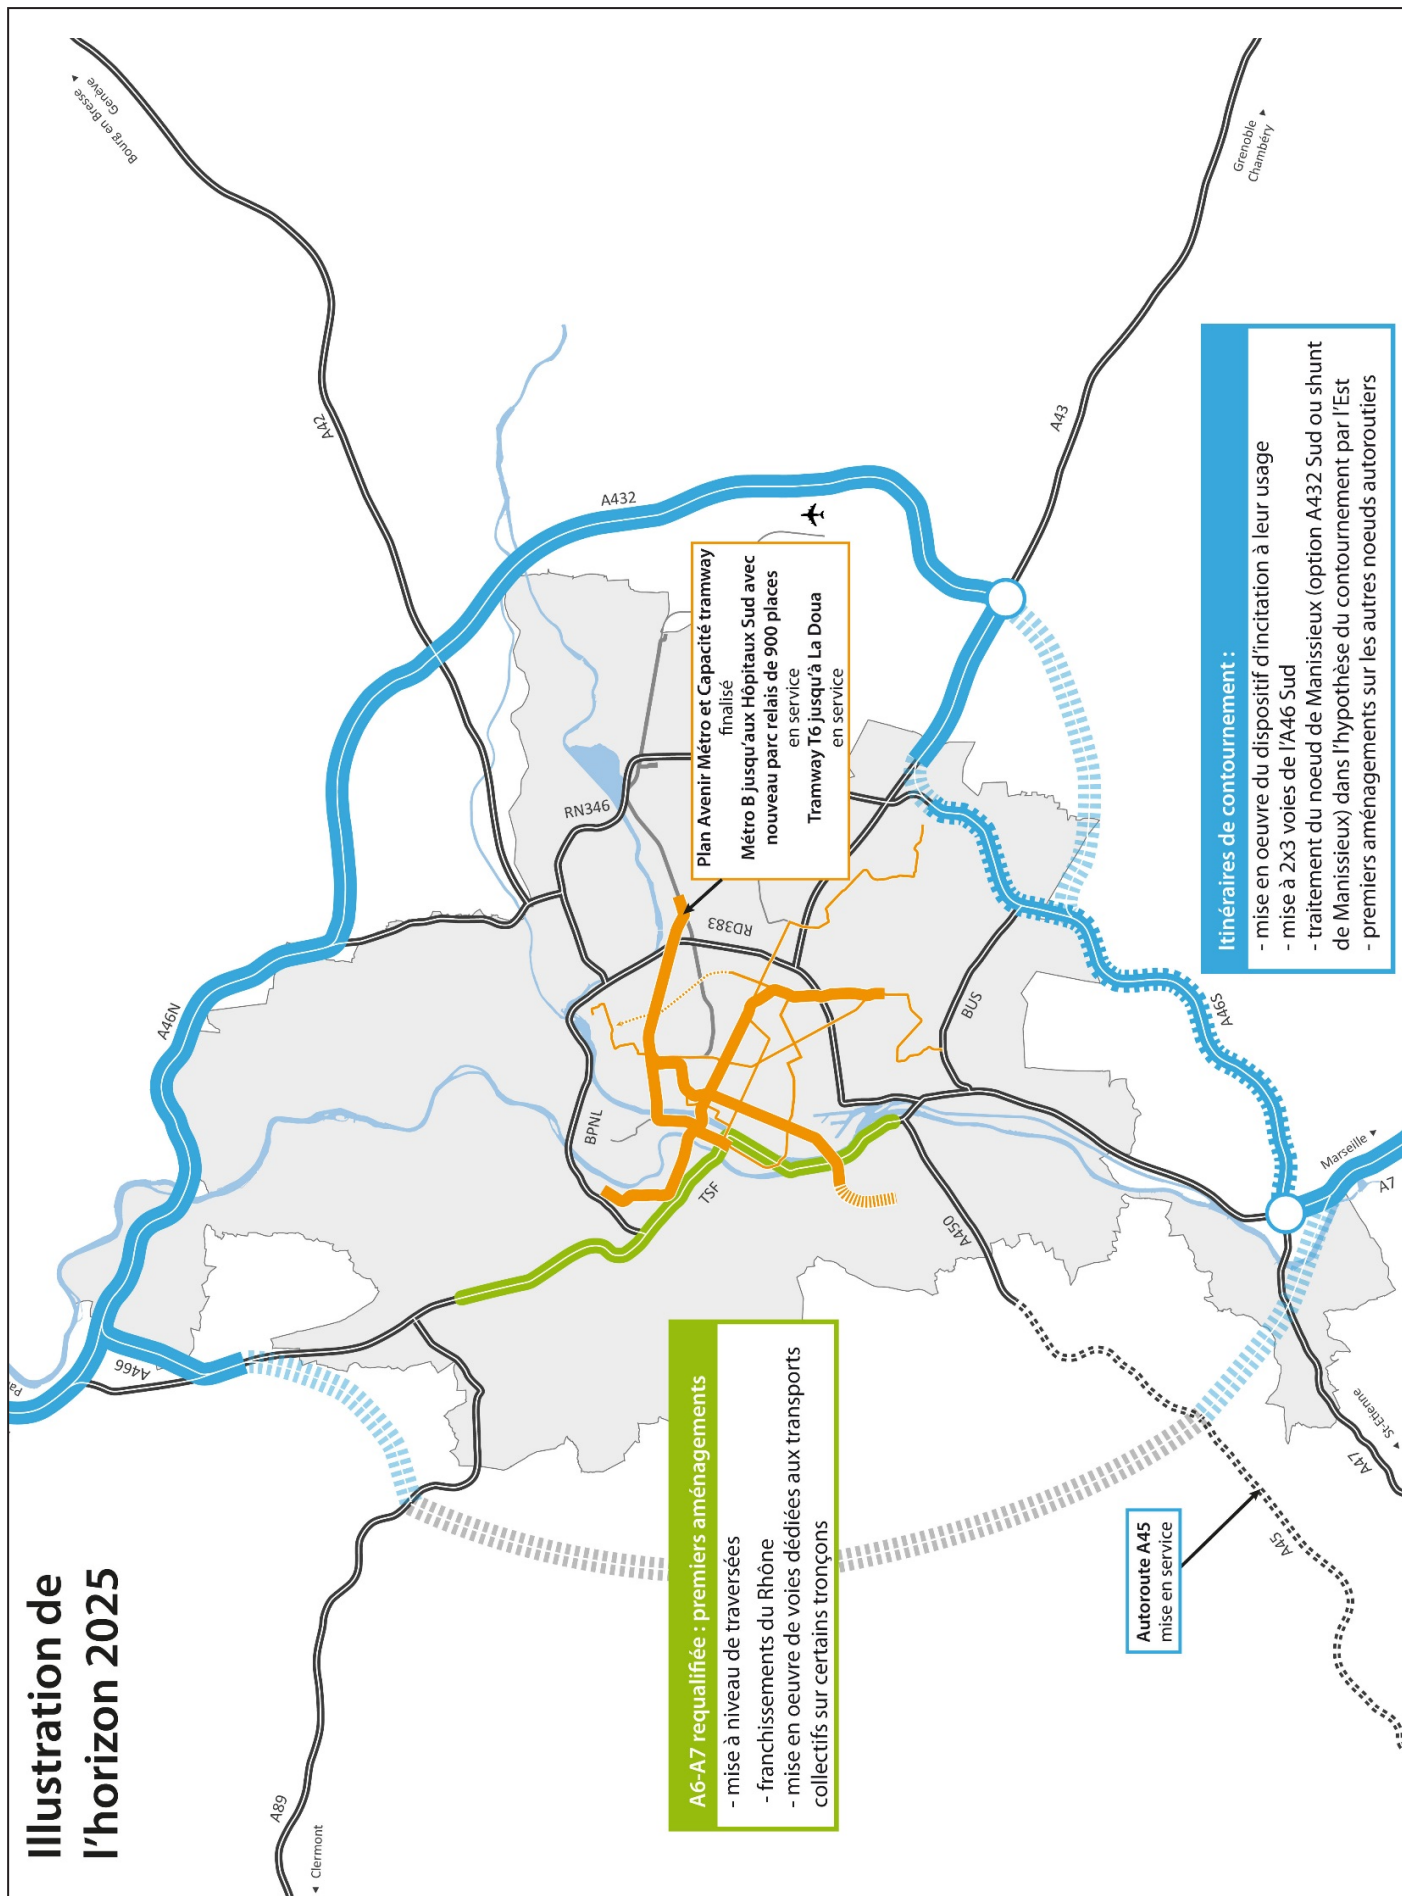 Illustration de
l'horizon 2025
Bourg en Bresse
Genève
A42
A432
A46N
RN346
Plan Avenir Métro et Capacité tramway
finalisé
Métro B jusqu'aux Hôpitaux Sud avec
nouveau parc relais de 900 places
en service
Tramway T6 jusqu'à La Doua
en service
Grenoble
Chambéry
A43
RD383
BPNL
TSF
BUS
A46S
A466
A450
Marseille
A7
St-Etienne
A47
A45
Autoroute A45
mise en service
A89
Clermont
A6-A7 requalifiée : premiers aménagements
- mise à niveau de traversées
- franchissements du Rhône
- mise en oeuvre de voies dédiées aux transports
collectifs sur certains tronçons
Itinéraires de contournement :
- mise en oeuvre du dispositif d'incitation à leur usage
- mise à 2x3 voies de l'A46 Sud
- traitement du noeud de Manissieux (option A432 Sud ou shunt
de Manissieux) dans l'hypothèse du contournement par l'Est
- premiers aménagements sur les autres noeuds autoroutiers